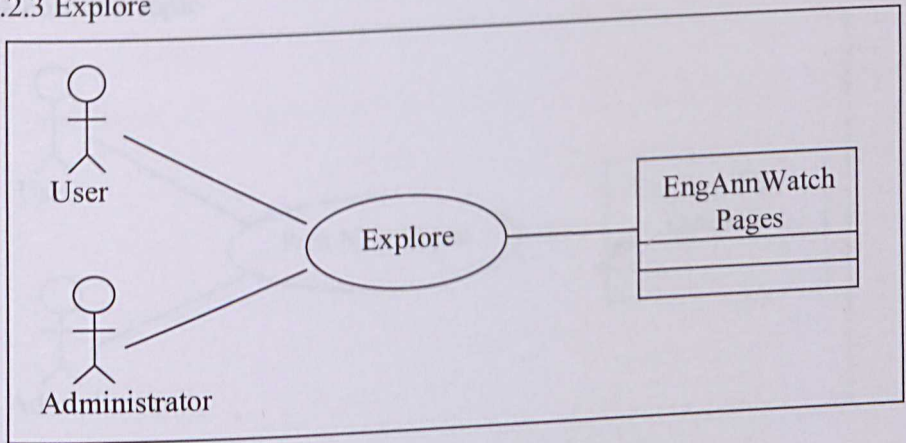 .2.3 Explore
User
Explore
EngAnnWatch
Pages
Administrator